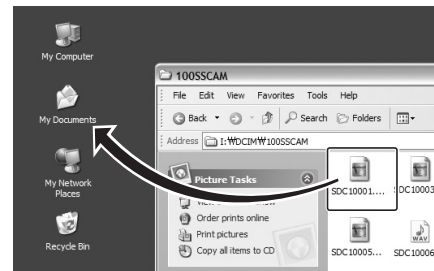 My Computer
My Documents
My Network
Places
Recycle Bin
100SSCAM
File Edit View Favorites Tools Help
Back Search Folders
Address I:₩DCIM₩100SSCAM
Picture Tasks
Order prints online
Print pictures
Copy all items to CD
SDC10001....
SDC10003
SDC10005...
WAV
SDC10006